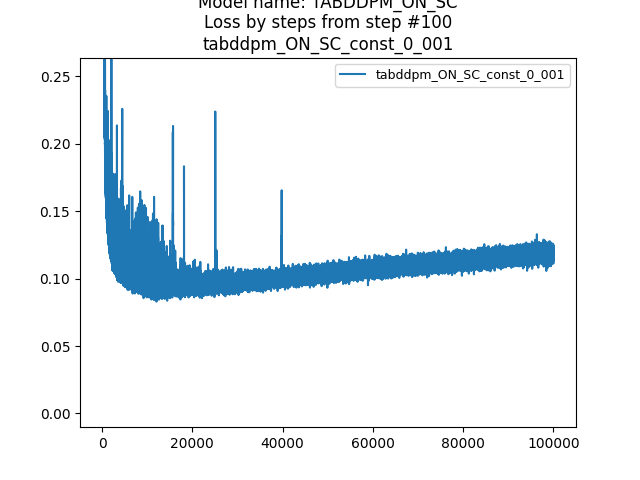 Model name: TABDDPM_ON_SC
Loss by steps from step #100
tabddpm_ON_SC_const_0_001
tabddpm_ON_SC_const_0_001
0.25
0.20
0.15
0.10
0.05
0.00
0 20000 40000 60000 80000 100000